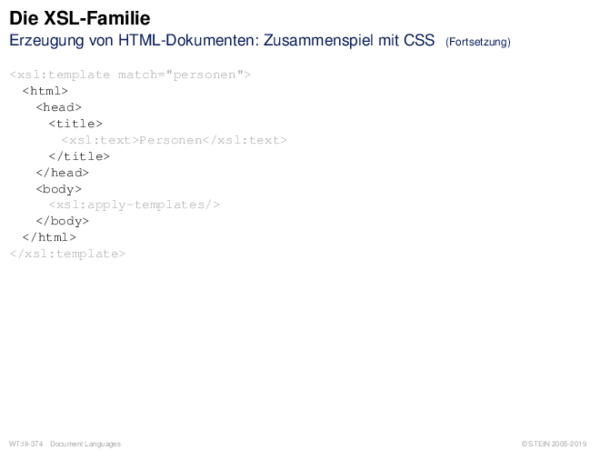 Die XSL-Familie
Erzeugung von HTML-Dokumenten: Zusammenspiel mit CSS (Fortsetzung)
<xsl:template match="personen">
<html>
<head>
<title>
<xsl:text>Personen</xsl:text>
</title>
</head>
<body>
<xsl:apply-templates/>
</body>
</html>
</xsl:template>
WT:III-374 Document Languages © STEIN 2005-2019